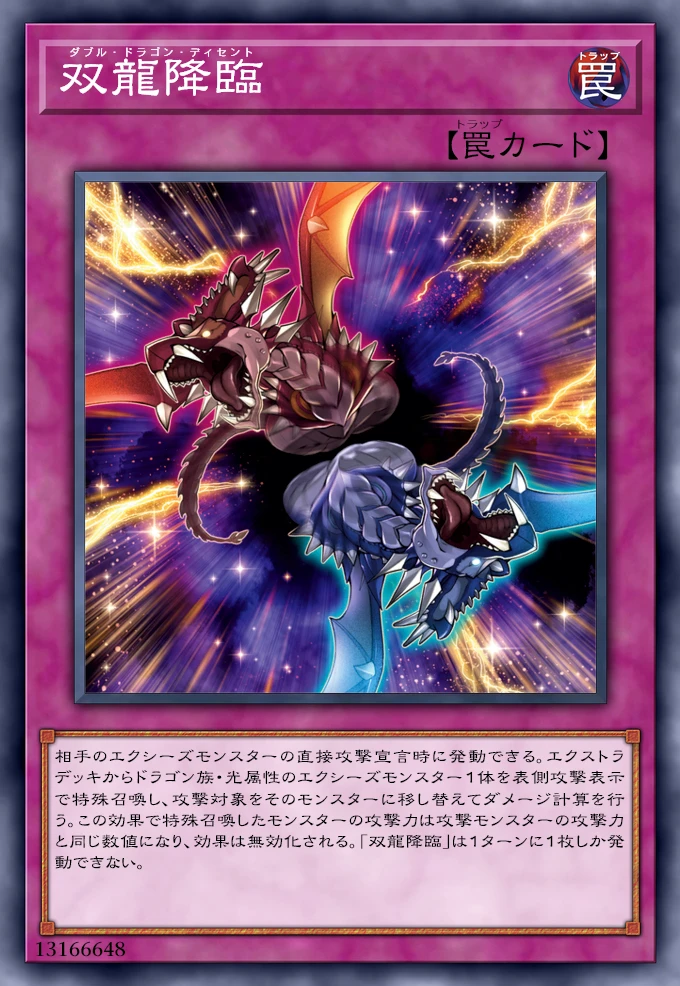 ダブル・ドラゴン・ディセント
双龍降臨
トラップ
罠
トラップ
【罠カード】
相手のエクシーズモンスターの直接攻撃宣言時に発動できる。エクストラ
デッキからドラゴン族・光属性のエクシーズモンスター1体を表側攻撃表示
で特殊召喚し、攻撃対象をそのモンスターに移し替えてダメージ計算を行
う。この効果で特殊召喚したモンスターの攻撃力は攻撃モンスターの攻撃力
と同じ数値になり、効果は無効化される。「双龍降臨」は1ターンに1枚しか発
動できない。
13166648